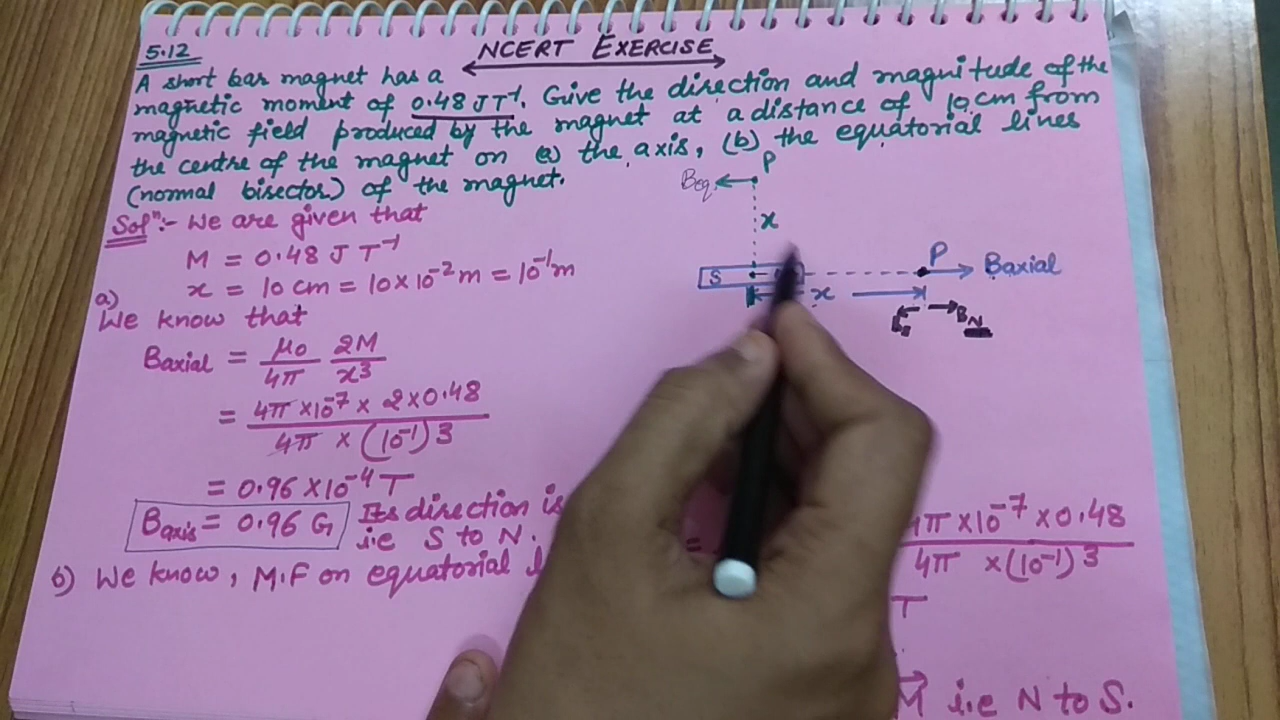 5.12
NCERT EXERCISE
A short bar magnet has a
magnetic moment of 0.48 J T⁻¹. Give the direction and magnitude of the
magnetic field produced by the magnet at a distance of 10 cm from
the centre of the magnet on (a) the axis, (b) the equatorial lines
(normal bisector) of the magnet.
Solⁿ:- We are given that
M = 0.48 J T⁻¹
x = 10 cm = 10 × 10⁻² m = 10⁻¹ m
a)
We know that
Baxial = μ₀/4π 2M/x³
= 4π × 10⁻⁷ × 2 × 0.48 / 4π × (10⁻¹)3
= 0.96 × 10⁻⁴ T
Baxis = 0.96 G
Its direction is
i.e S to N.
b) We know, M.F on equatorial
P
Beq
x
S
P
Baxial
x
BN
=
4π × 10⁻⁷ × 0.48 / 4π × (10⁻¹)3
T
M i.e N to S.